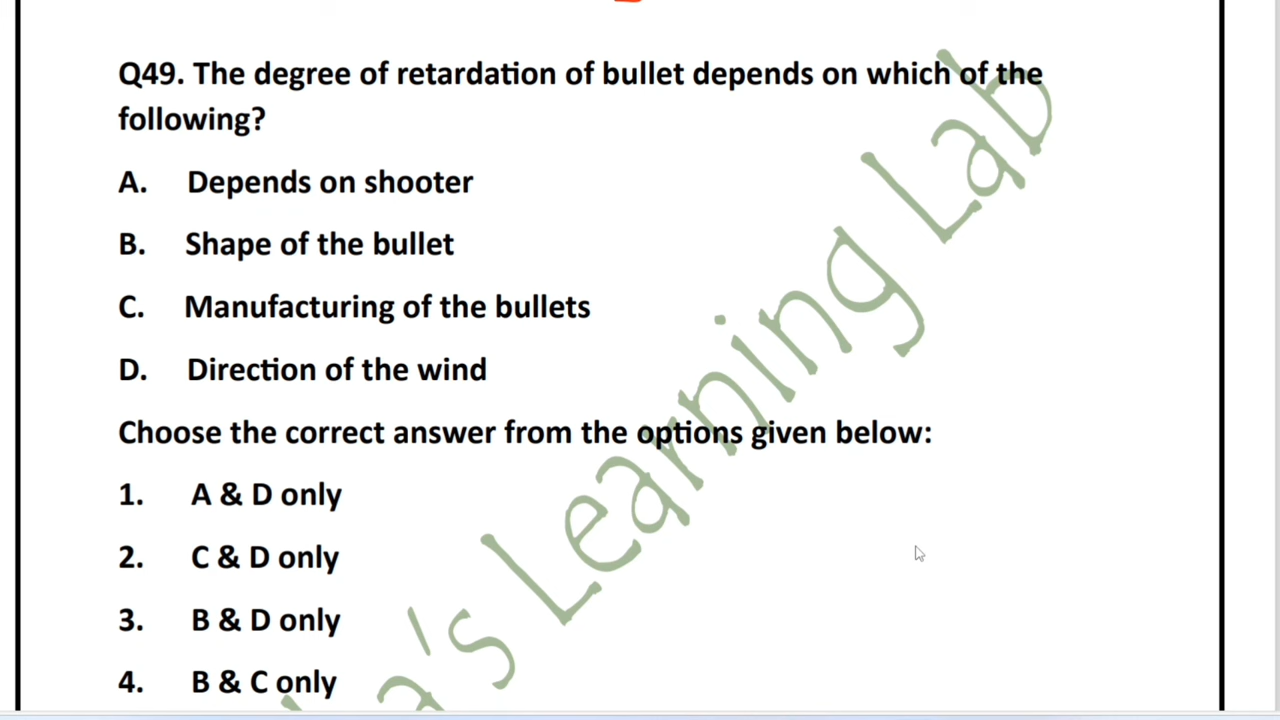 Q49. The degree of retardation of bullet depends on which of the
following?
A. Depends on shooter
B. Shape of the bullet
C. Manufacturing of the bullets
D. Direction of the wind
Choose the correct answer from the options given below:
1. A & D only
2. C & D only
3. B & D only
4. B & C only
a's Learning Lab